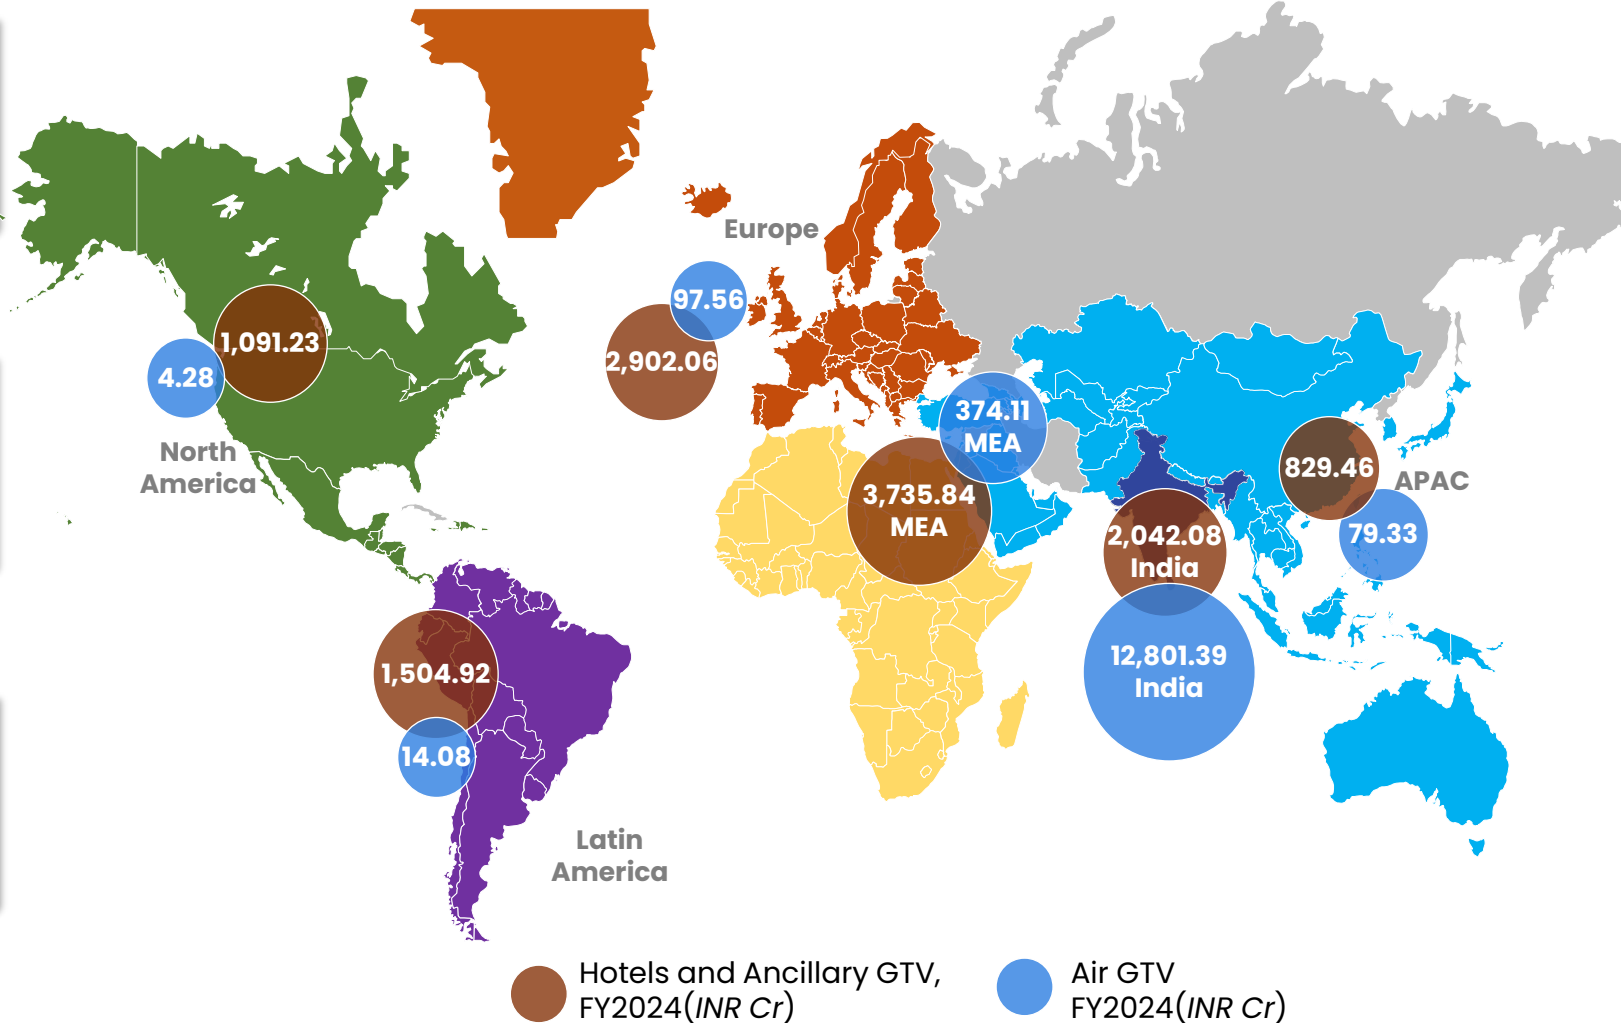 Europe
97.56
2,902.06
1,091.23
4.28
North
America
374.11
MEA
3,735.84
MEA
829.46
APAC
79.33
2,042.08
India
12,801.39
India
1,504.92
14.08
Latin
America
Hotels and Ancillary GTV,
FY2024(INR Cr)
Air GTV
FY2024(INR Cr)